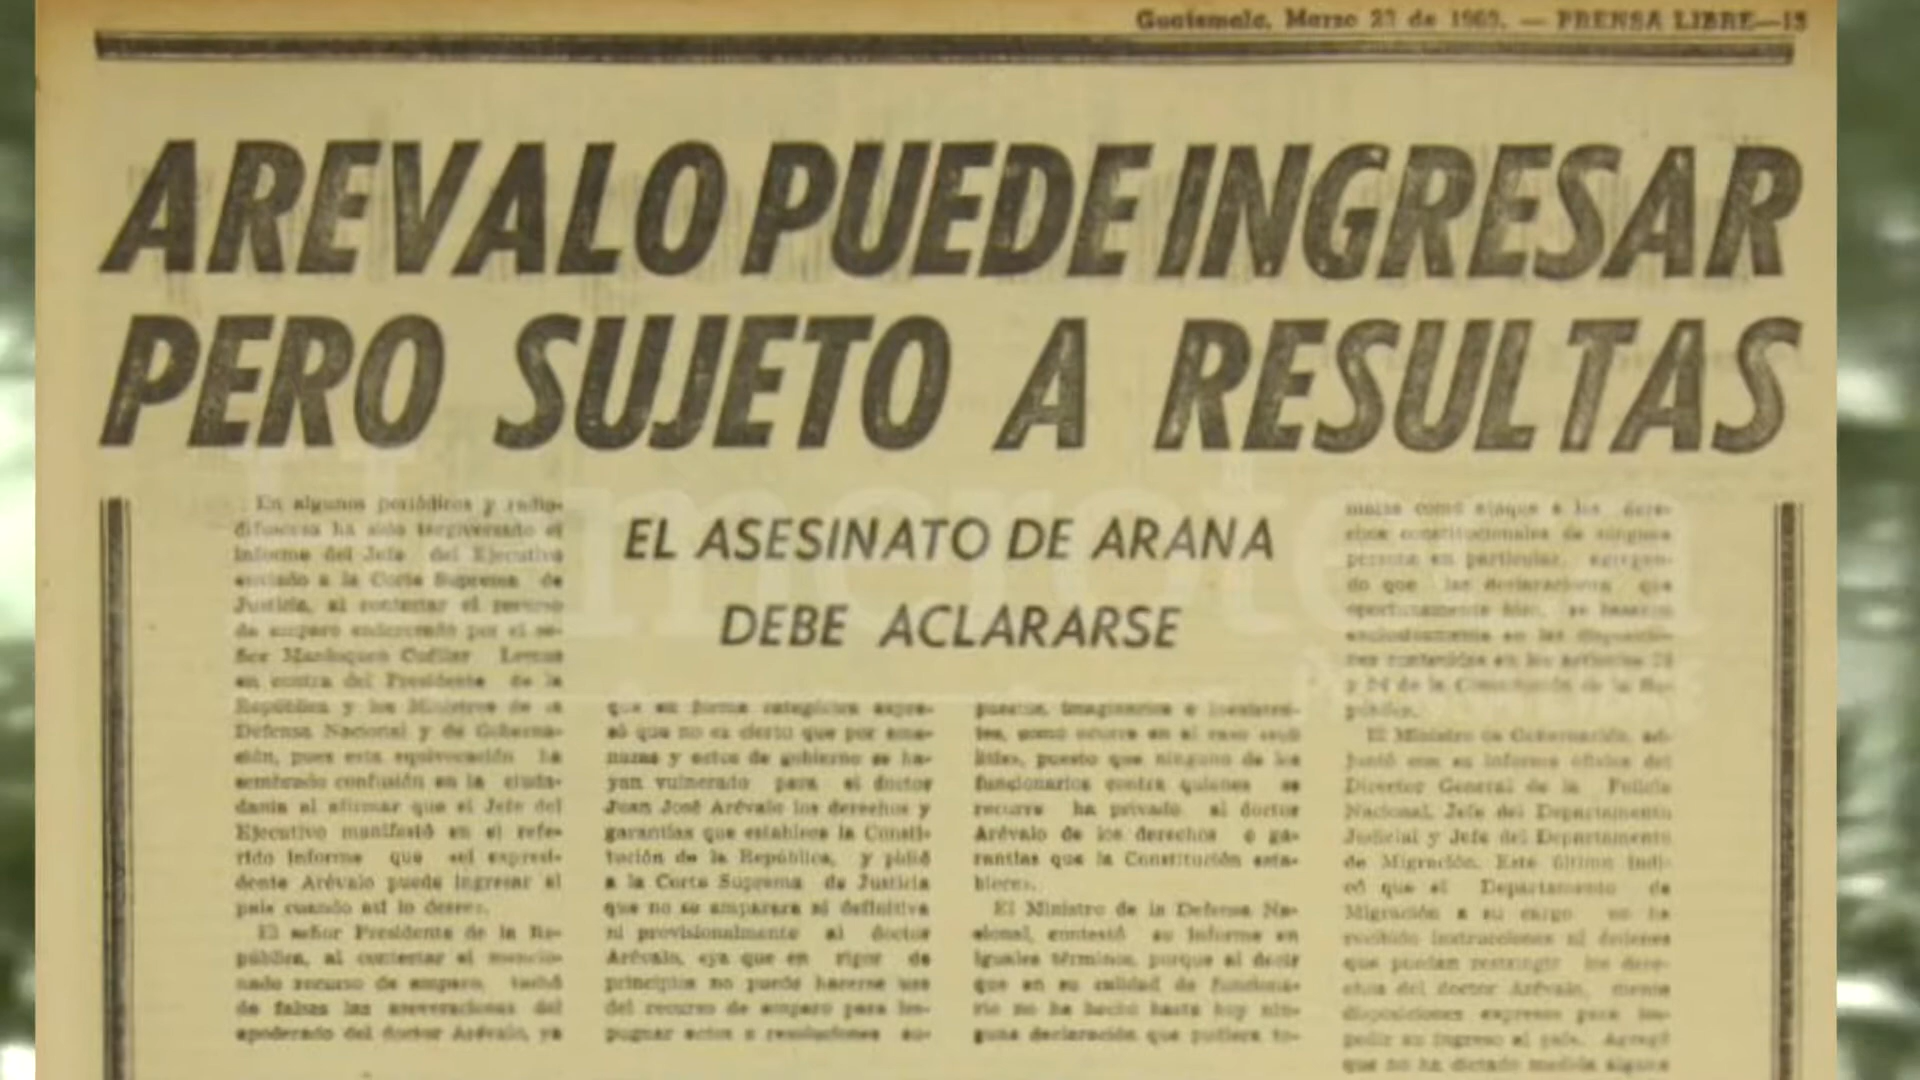 Guatemala, Marzo 23 de 1963. — PRENSA LIBRE—13
AREVALO PUEDE INGRESAR
PERO SUJETO A RESULTAS
EL ASESINATO DE ARANA
DEBE ACLARARSE
En algunos periódicos y radio-
difusoras ha sido tergiversado el
informe del Jefe del Ejecutivo
enviado a la Corte Suprema de
Justicia, al contestar el recurso
de amparo enderezado por el se-
ñor Cuéllar Lemus
en contra del Presidente de la
República y los Ministros de la
Defensa Nacional y de Goberna-
ción, pues esta equivocación ha
sembrado confusión en la ciuda-
danía al afirmar que el Jefe del
Ejecutivo manifestó en el refe-
rido informe que «el expresi-
dente Arévalo puede ingresar al
país cuando así lo desee».
El señor Presidente de la Re-
pública, al contestar el mencio-
nado recurso de amparo, tachó
de falsas las aseveraciones del
apoderado del doctor Arévalo, ya
que en forma categórica expre-
só que no es cierto que por ame-
nazas y actos de gobierno se ha-
yan vulnerado para el doctor
Juan José Arévalo los derechos y
garantías que establece la Consti-
tución de la República, y pidió
a la Corte Suprema de Justicia
que no se amparara ni definitiva
ni provisionalmente al doctor
Arévalo, «ya que en rigor de
principios no puede hacerse uso
del recurso de amparo para im-
pugnar actos o resoluciones su-
puestos, imaginarios e inexisten-
tes, como ocurre en el caso
puesto que ninguno de los
funcionarios contra quienes se
recurre ha privado al doctor
Arévalo de los derechos o ga-
rantías que la Constitución esta-
blece».
El Ministro de la Defensa Na-
cional, contestó su informe en
iguales términos, porque al decir
que en su calidad de funciona-
rio no ha hecho hasta hoy nin-
guna declaración que pudiera to-
marse como ataque a los dere-
chos constitucionales de ninguna
persona en particular, agregan-
do que las declaraciones que
oportunamente hizo, se basaron
exclusivamente en las disposicio-
nes contenidas en los artículos
de la Constitución de la Re-
pública.
El Ministro de Gobernación, ad-
juntó con su informe oficios del
Director General de la Policía
Nacional, Jefe del Departamento
Judicial y Jefe del Departamento
de Migración. Este último indi-
có que el Departamento de
Migración a su cargo no ha
recibido instrucciones ni órdenes
que puedan restringir los dere-
chos del doctor Arévalo, menos
disposiciones expresas para im-
pedir su ingreso al país. Agregó
que no ha dictado medida alguna